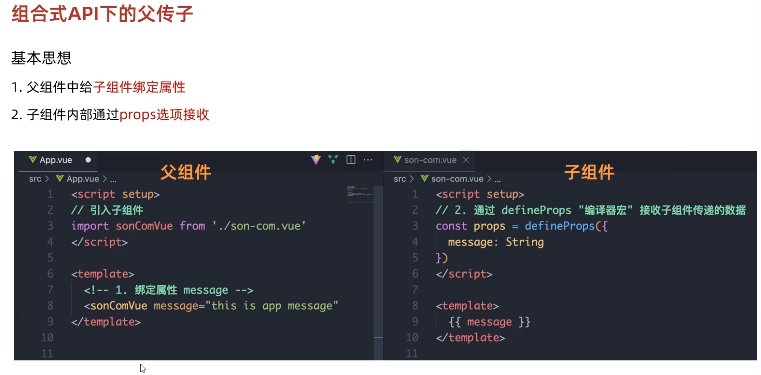 组合式API下的父传子
基本思想
1. 父组件中给子组件绑定属性
2. 子组件内部通过props选项接收
App.vue
父组件
src > App.vue > ...
1 <script setup>
2 // 引入子组件
3 import sonComVue from './son-com.vue'
4 </script>
5
6 <template>
7 <!-- 1. 绑定属性 message -->
8 <sonComVue message="this is app message"
9 </template>
10
11
son-com.vue
子组件
src > son-com.vue > ...
1 <script setup>
2 // 2. 通过 defineProps "编译器宏" 接收子组件传递的数据
3 const props = defineProps({
4 message: String
5 })
6 </script>
7
8 <template>
9 {{ message }}
10 </template>
11